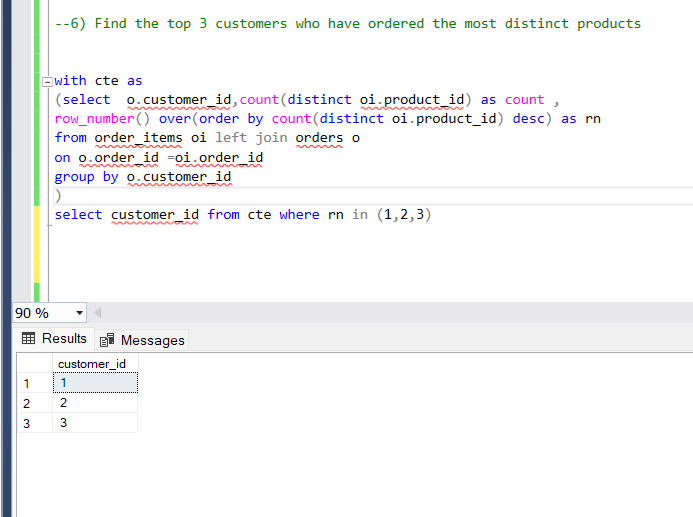 --6) Find the top 3 customers who have ordered the most distinct products
with cte as
(select  o.customer_id,count(distinct oi.product_id) as count ,
row_number() over(order by count(distinct oi.product_id) desc) as rn
from order_items oi left join orders o
on o.order_id =oi.order_id
group by o.customer_id
)
select customer_id from cte where rn in (1,2,3)
90 %
Results Messages
customer_id
1 1
2 2
3 3